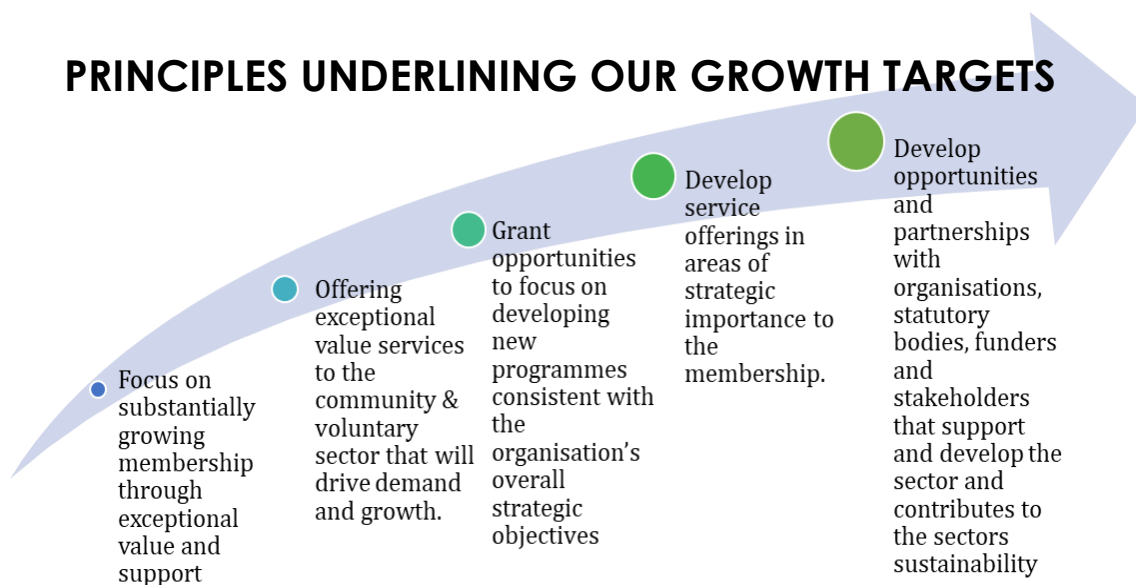 PRINCIPLES UNDERLINING OUR GROWTH TARGETS
Focus on
substantially
growing
membership
through
exceptional
value and
support
Offering
exceptional
value services
to the
community &
voluntary
sector that will
drive demand
and growth.
Grant
opportunities
to focus on
developing
new
programmes
consistent with
the
organisation’s
overall
strategic
objectives
Develop
service
offerings in
areas of
strategic
importance to
the
membership.
Develop
opportunities
and
partnerships
with
organisations,
statutory
bodies, funders
and
stakeholders
that support
and develop the
sector and
contributes to
the sectors
sustainability